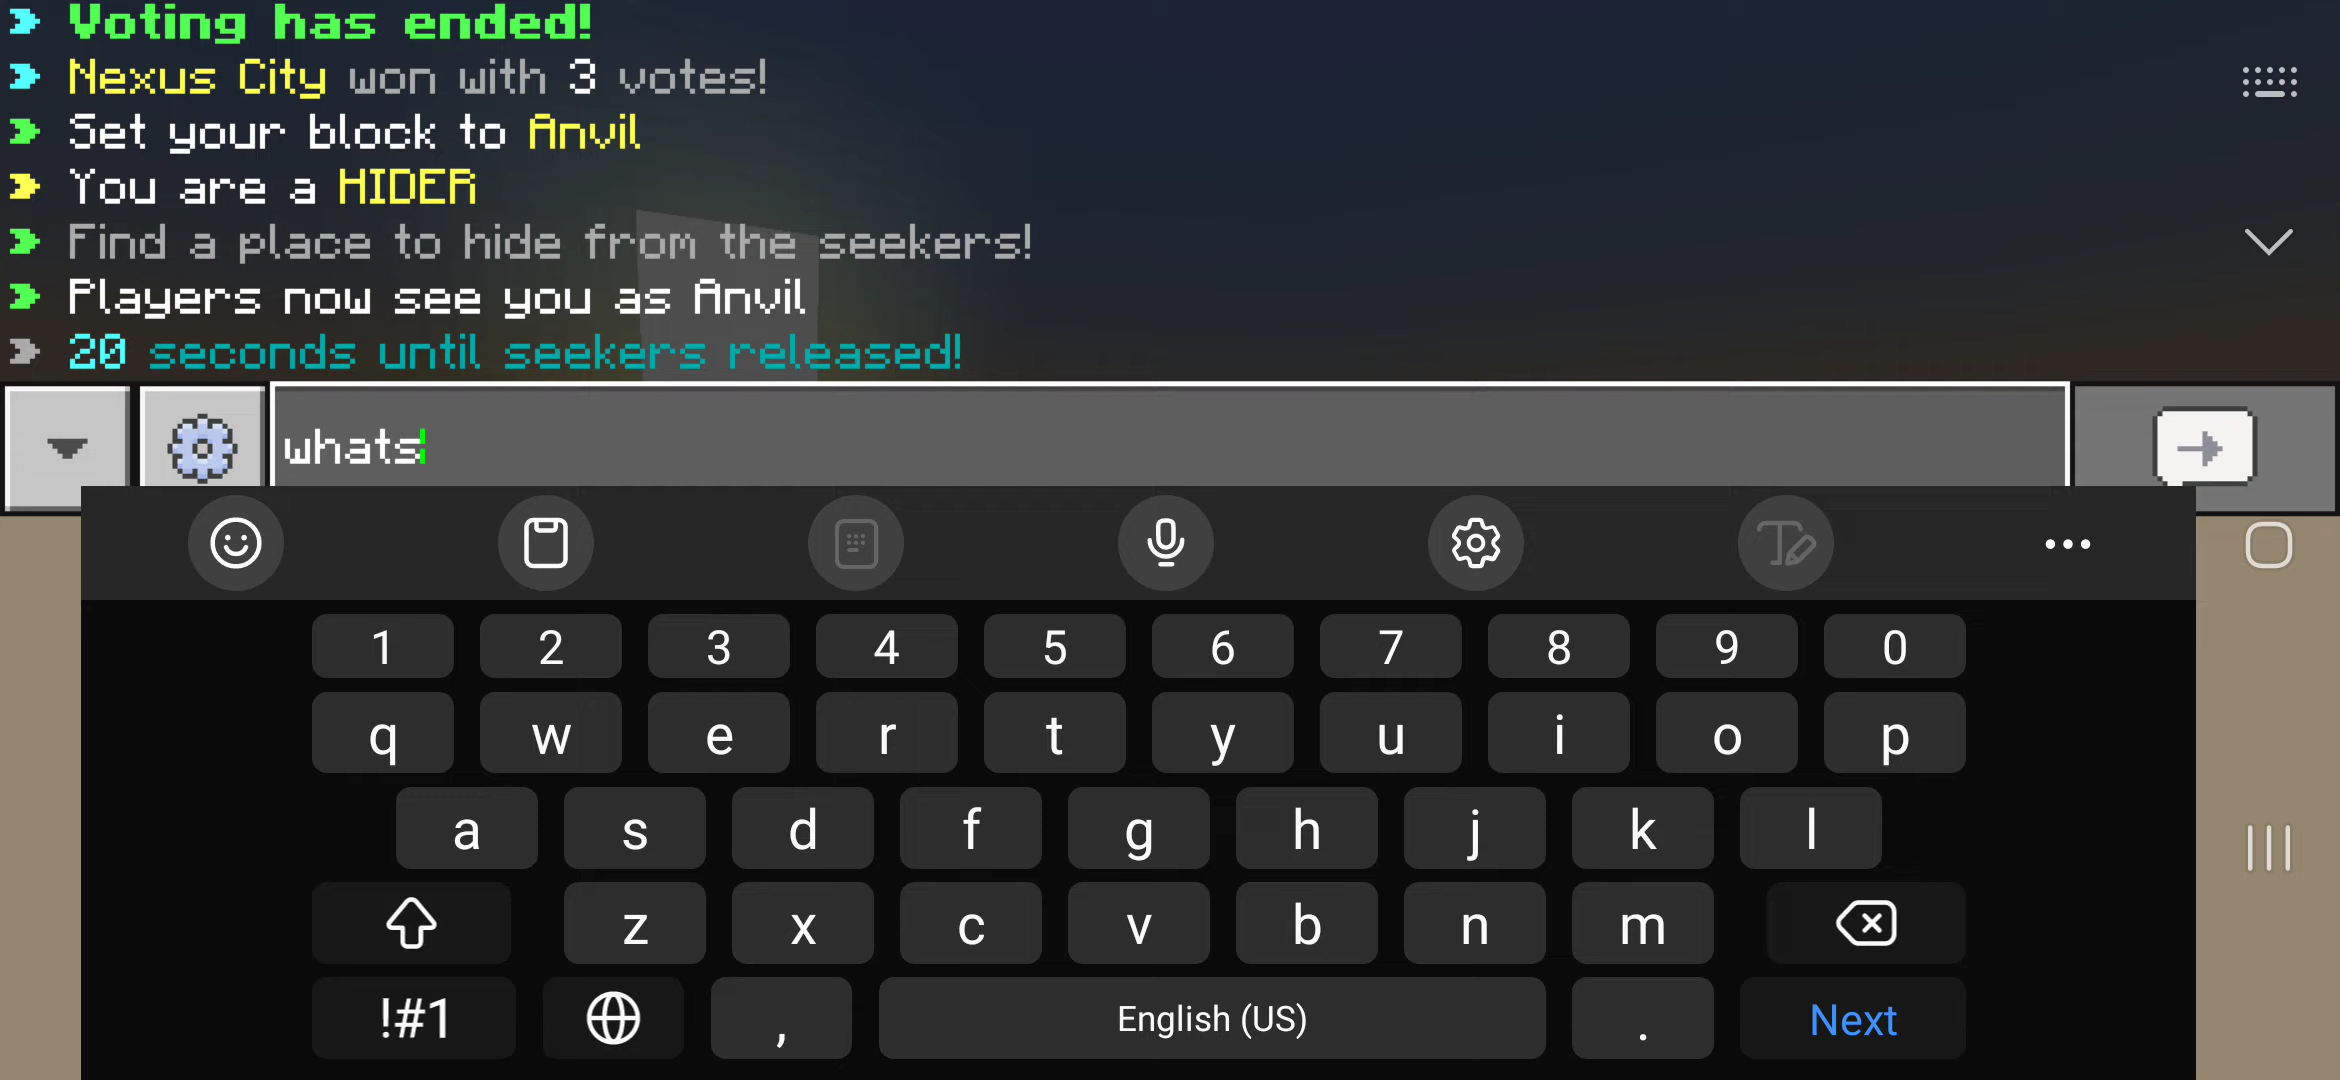 Voting has ended!
Nexus City won with 3 votes!
Set your block to Anvil
You are a HIDER
Find a place to hide from the seekers!
Players now see you as Anvil
20 seconds until seekers released!
whats
1 2 3 4 5 6 7 8 9 0
q w e r t y u i o p
a s d f g h j k l
z x c v b n m
!#1 , English (US) . Next